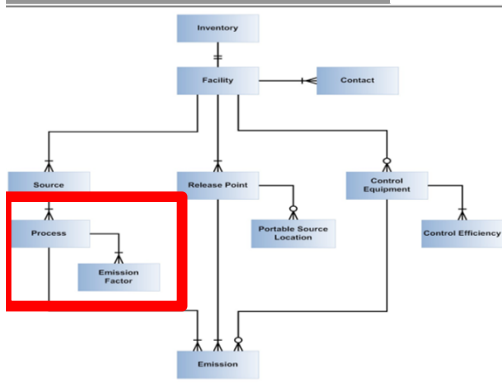 Inventory
Facility
Contact
Source
Release Point
Control
Equipment
Process
Portable Source
Location
Control Efficiency
Emission
Factor
Emission